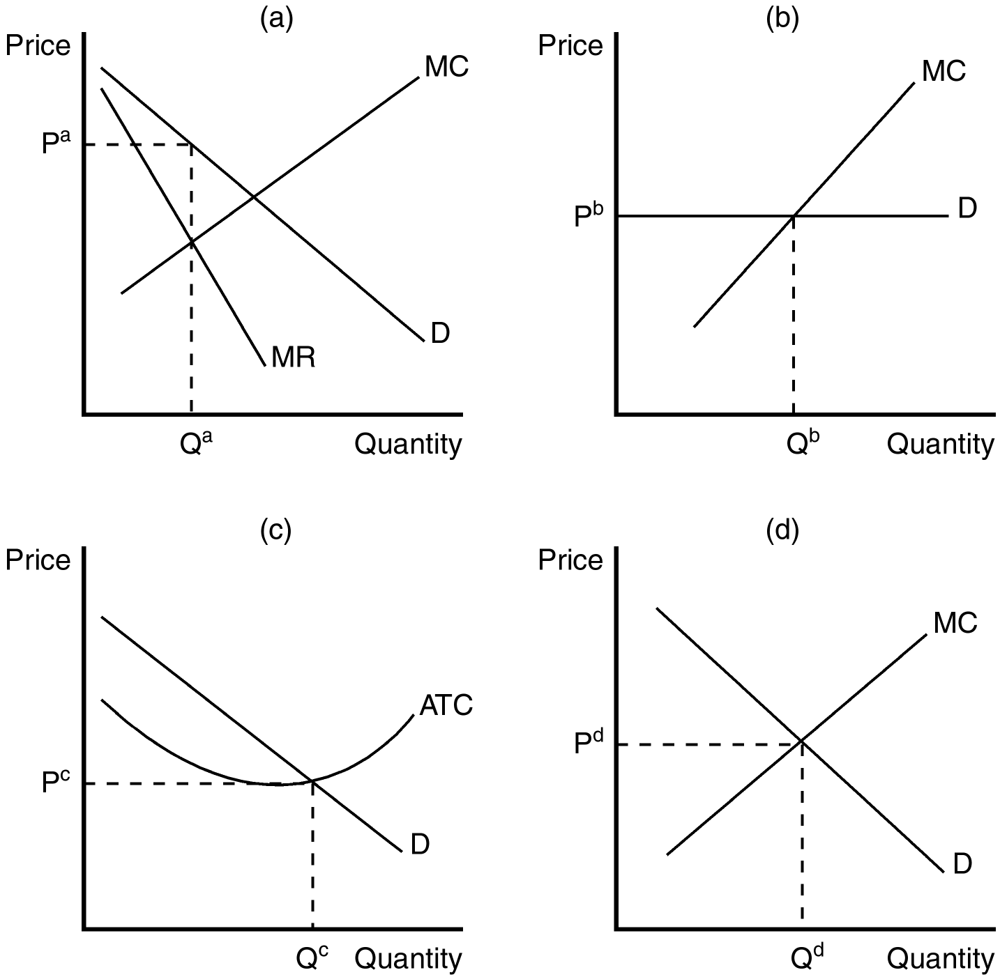 (a)
Price
MC
Pᵃ
D
MR
Qᵃ Quantity
(b)
Price
MC
Pᵇ
D
Qᵇ Quantity
(c)
Price
ATC
Pᶜ
D
Qᶜ Quantity
(d)
Price
MC
Pᵈ
D
Qᵈ Quantity